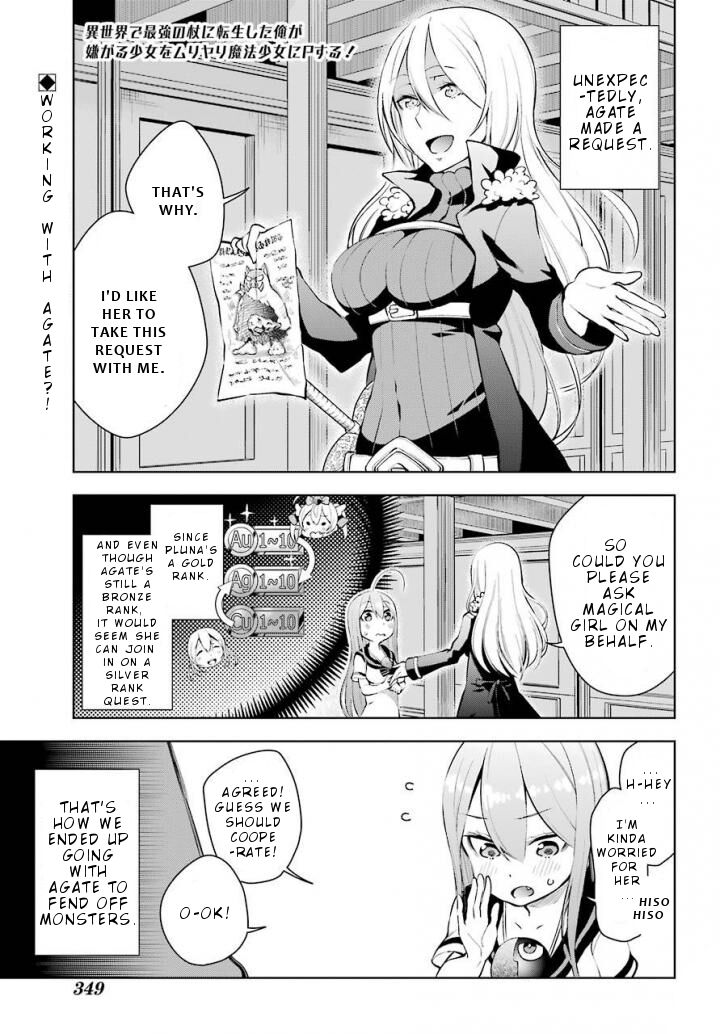 異世界で最強の杖に転生した俺が
嫌がる少女をムリヤリ魔法少女にPする！
◆WORKING WITH AGATE?!
UNEXPEC
-TEDLY,
AGATE
MADE A
REQUEST.
THAT'S
WHY.
I'D LIKE
HER TO
TAKE THIS
REQUEST
WITH ME.
SO
COULD YOU
PLEASE
ASK
MAGICAL
GIRL ON MY
BEHALF.
SINCE
PLUNA'S
A GOLD
RANK.
Au 1~10
Ag 1~10
Cu 1~10
AND EVEN
THOUGH
AGATE'S
STILL A
BRONZE
RANK,
IT WOULD
SEEM SHE
CAN JOIN
IN ON A
SILVER
RANK
QUEST.
...
H-HEY
...
I'M
KINDA
WORRIED
FOR
HER
...
HISO
HISO
...
AGREED!
GUESS WE
SHOULD
COOPE
-RATE!
O-OK!
THAT'S
HOW WE
ENDED UP
GOING
WITH
AGATE TO
FEND OFF
MONSTERS.
349